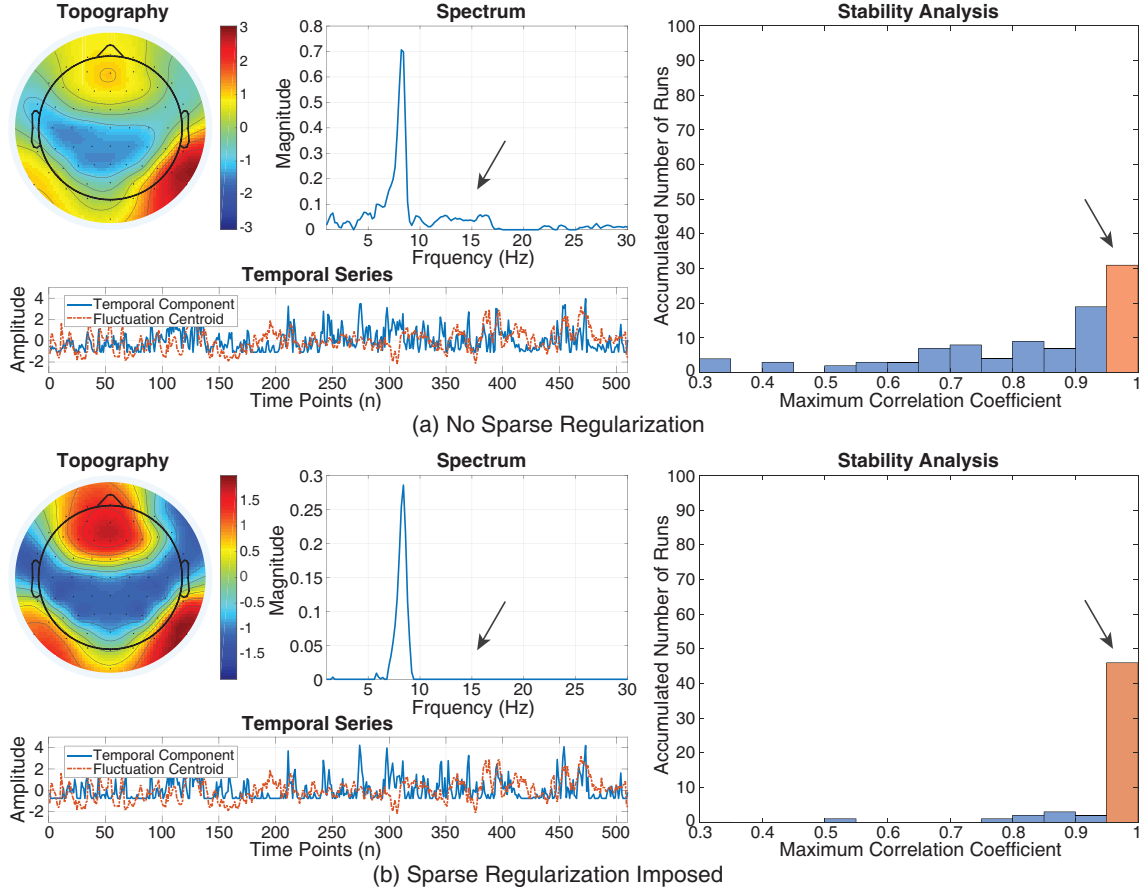 Topography
3
2
1
0
-1
-2
-3
Spectrum
Magnitude
0.8
0.7
0.6
0.5
0.4
0.3
0.2
0.1
0
5 10 15 20 25 30
Frquency (Hz)
Stability Analysis
Accumulated Number of Runs
100
90
80
70
60
50
40
30
20
10
0
0.3 0.4 0.5 0.6 0.7 0.8 0.9 1
Maximum Correlation Coefficient
Temporal Series
Amplitude
4
2
0
-2
Temporal Component
Fluctuation Centroid
0 50 100 150 200 250 300 350 400 450 500
Time Points (n)
(a) No Sparse Regularization
Topography
1.5
1
0.5
0
-0.5
-1
-1.5
Spectrum
Magnitude
0.3
0.25
0.2
0.15
0.1
0.05
0
5 10 15 20 25 30
Frquency (Hz)
Stability Analysis
Accumulated Number of Runs
100
90
80
70
60
50
40
30
20
10
0
0.3 0.4 0.5 0.6 0.7 0.8 0.9 1
Maximum Correlation Coefficient
Temporal Series
Amplitude
4
2
0
-2
Temporal Component
Fluctuation Centroid
0 50 100 150 200 250 300 350 400 450 500
Time Points (n)
(b) Sparse Regularization Imposed